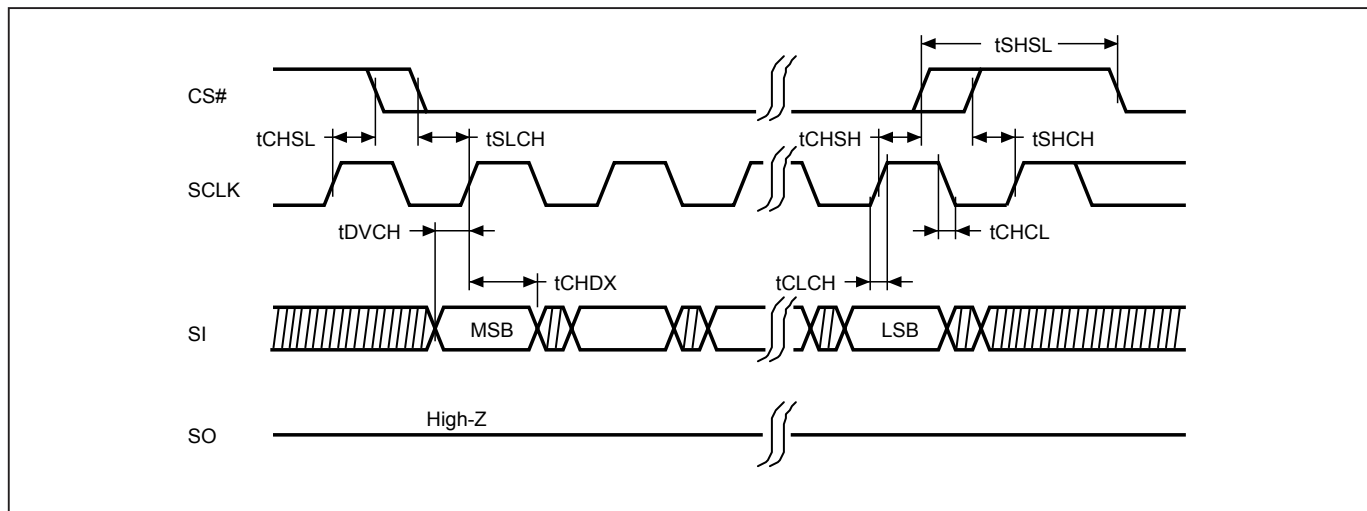 tSHSL
CS#
tCHSL
tSLCH
tCHSH
tSHCH
SCLK
tDVCH
tCHCL
tCHDX
tCLCH
SI
MSB
LSB
High-Z
SO